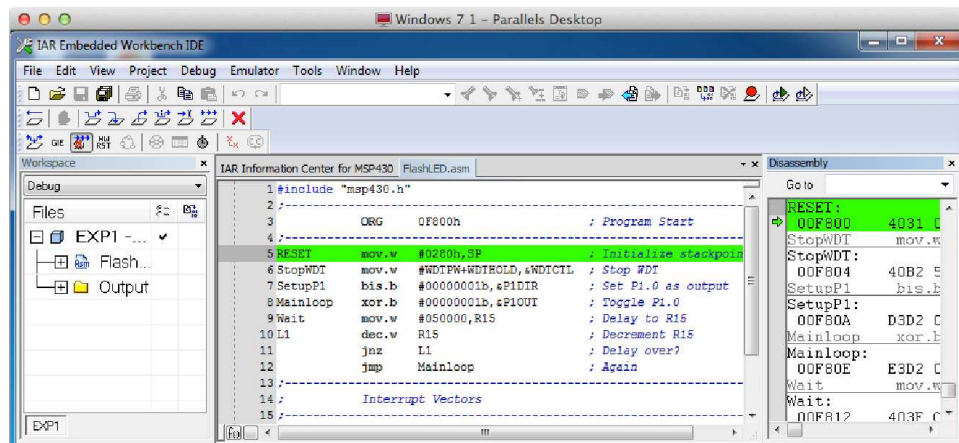 Windows 7 1 - Parallels Desktop
IAR Embedded Workbench IDE
File Edit View Project Debug Emulator Tools Window Help
GIE
RST
Workspace
IAR Information Center for MSP430 FlashLED.asm
Disassembly
Debug
Go to
Files
EXP1 -...
Flash...
Output
EXP1
1 #include "msp430.h"
2 ;----------------------------------------------------------------
3 ORG 0F800h ; Program Start
4 ;----------------------------------------------------------------
5 RESET mov.w #0280h,SP ; Initialize stackpoin
6 StopWDT mov.w #WDTPW+WDTHOLD,&WDTCTL ; Stop WDT
7 SetupP1 bis.b #00000001b,&P1DIR ; Set P1.0 as output
8 Mainloop xor.b #00000001b,&P1OUT ; Toggle P1.0
9 Wait mov.w #050000,R15 ; Delay to R15
10 L1 dec.w R15 ; Decrement R15
11 jnz L1 ; Delay over?
12 jmp Mainloop ; Again
13 ;----------------------------------------------------------------
14 ; Interrupt Vectors
15 ;----------------------------------------------------------------
RESET:
00F800 4031 0
StopWDT mov.w
StopWDT:
00F804 40B2 5
SetupP1 bis.b
SetupP1:
00F80A D3D2 0
Mainloop xor.b
Mainloop:
00F80E E3D2 0
Wait mov.w
Wait:
00F812 403F